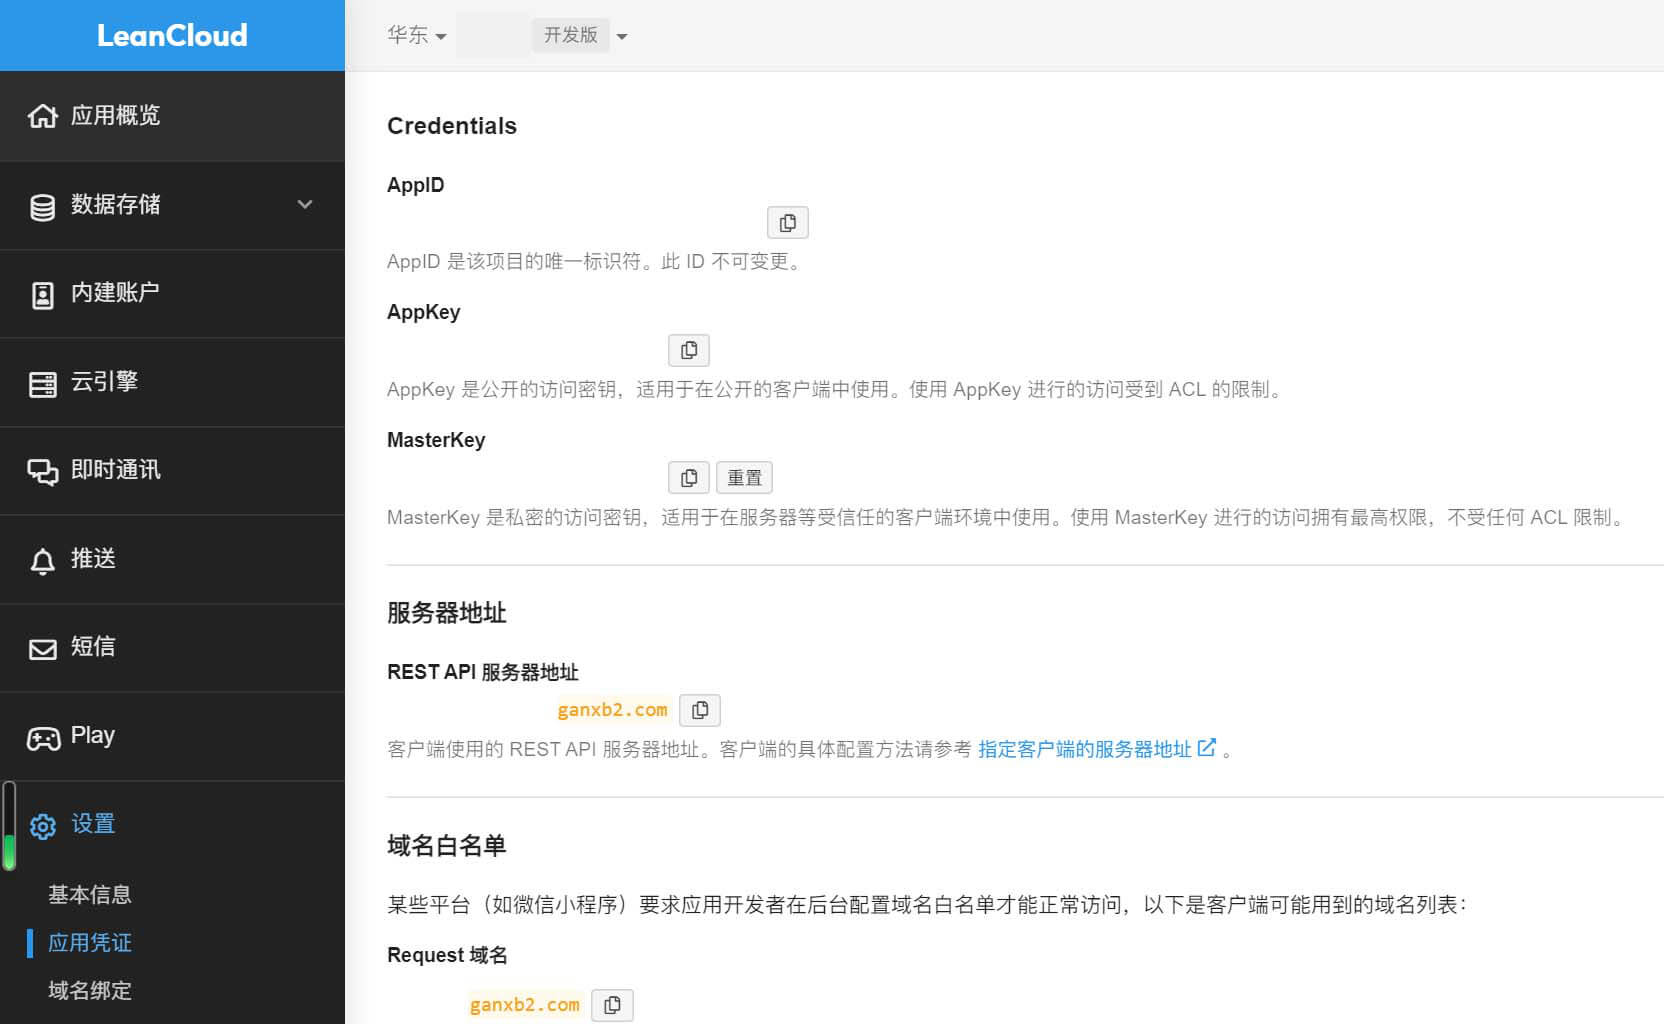 LeanCloud
华东
开发版
应用概览
数据存储
内建账户
云引擎
即时通讯
推送
短信
Play
设置
基本信息
应用凭证
域名绑定
Credentials
AppID
AppID 是该项目的唯一标识符。此 ID 不可变更。
AppKey
AppKey 是公开的访问密钥，适用于在公开的客户端中使用。使用 AppKey 进行的访问受到 ACL 的限制。
MasterKey
重置
MasterKey 是私密的访问密钥，适用于在服务器等受信任的客户端环境中使用。使用 MasterKey 进行的访问拥有最高权限，不受任何 ACL 限制。
服务器地址
REST API 服务器地址
ganxb2.com
客户端使用的 REST API 服务器地址。客户端的具体配置方法请参考 指定客户端的服务器地址 。
域名白名单
某些平台（如微信小程序）要求应用开发者在后台配置域名白名单才能正常访问，以下是客户端可能用到的域名列表：
Request 域名
ganxb2.com